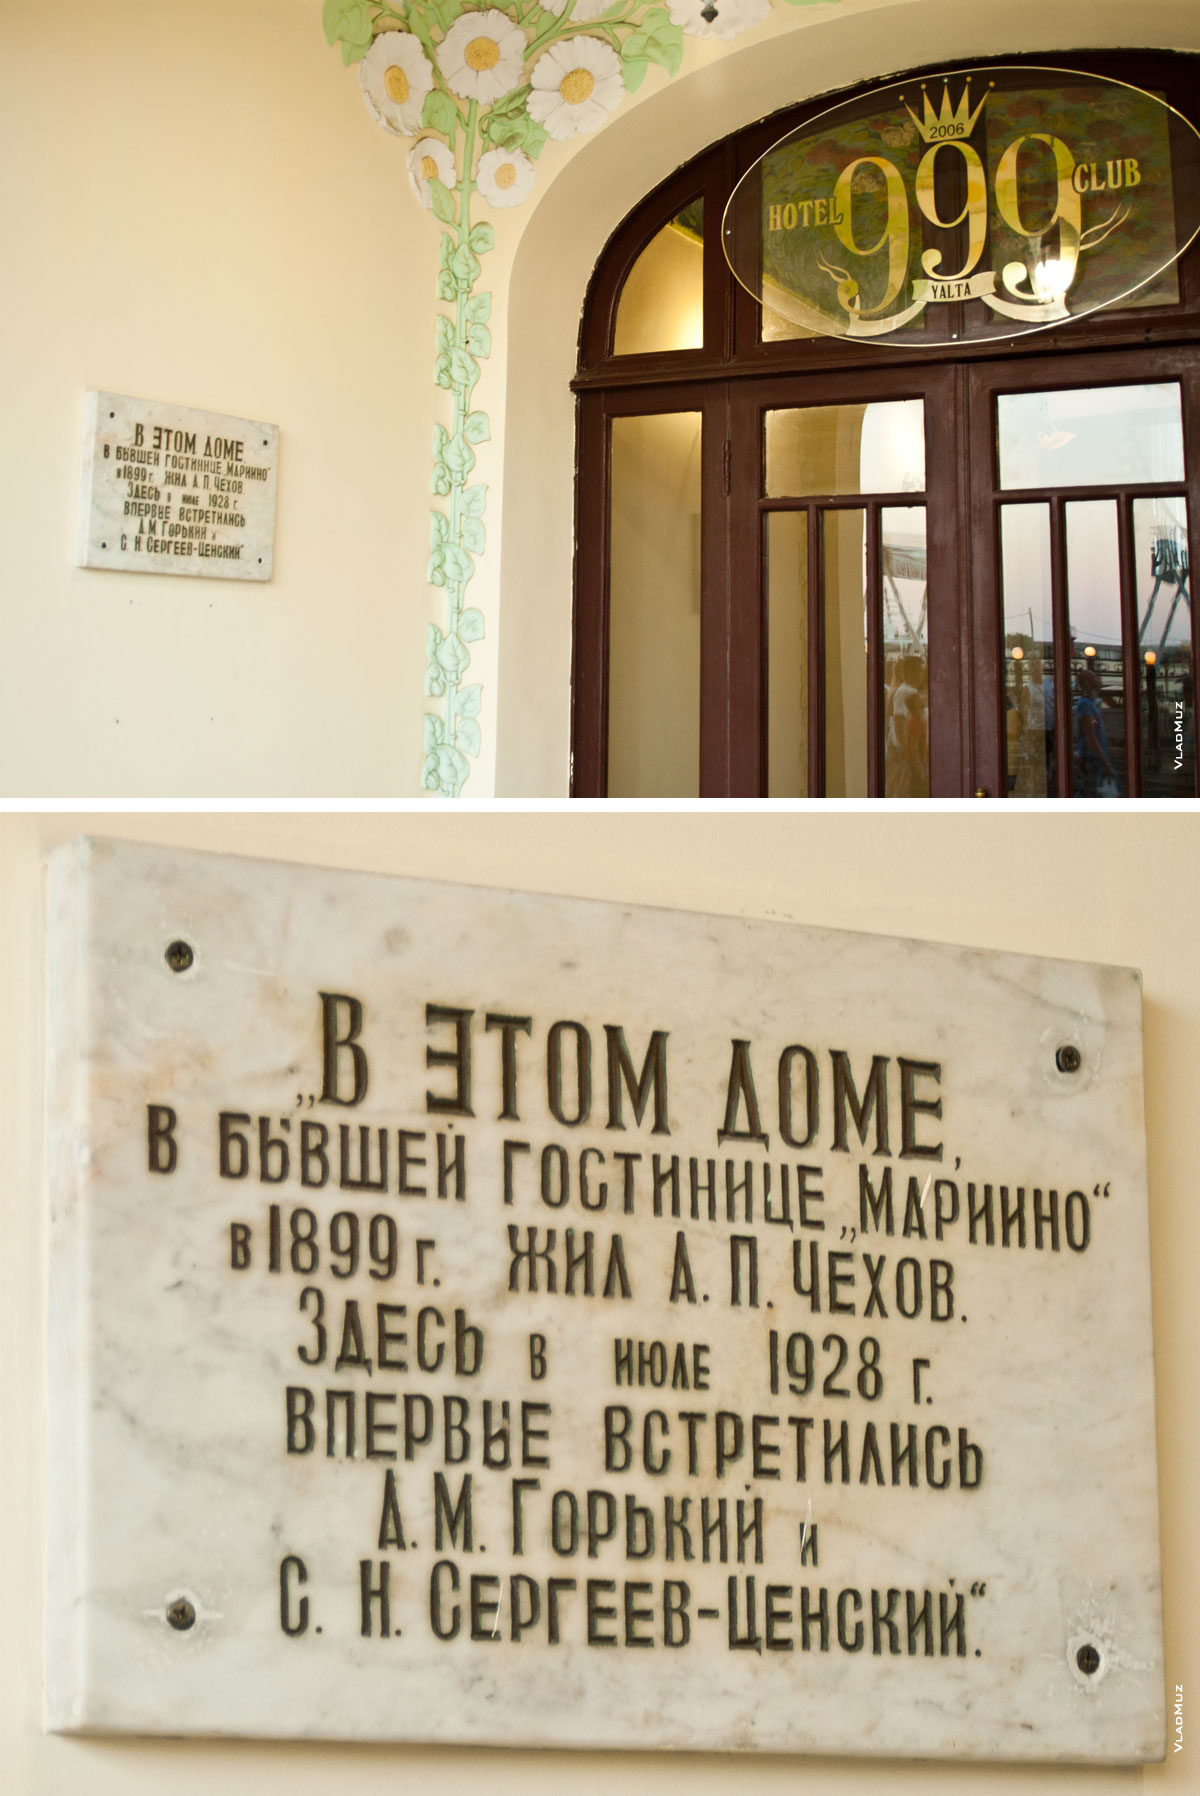 2006
HOTEL 999 CLUB
YALTA
В ЭТОМ ДОМЕ,
В БЫВШЕЙ ГОСТИНИЦЕ „МАРИИНО“
в 1899 г. ЖИЛ А. П. ЧЕХОВ.
ЗДЕСЬ в июле 1928 г.
ВПЕРВЫЕ ВСТРЕТИЛИСЬ
А. М. ГОРЬКИЙ и
С. Н. СЕРГЕЕВ-ЦЕНСКИЙ“
VLADMUZ
„В ЭТОМ ДОМЕ,
В БЫВШЕЙ ГОСТИНИЦЕ „МАРИИНО“
в 1899 г. ЖИЛ А. П. ЧЕХОВ.
ЗДЕСЬ в июле 1928 г.
ВПЕРВЫЕ ВСТРЕТИЛИСЬ
А. М. ГОРЬКИЙ и
С. Н. СЕРГЕЕВ-ЦЕНСКИЙ“.
VLADMUZ